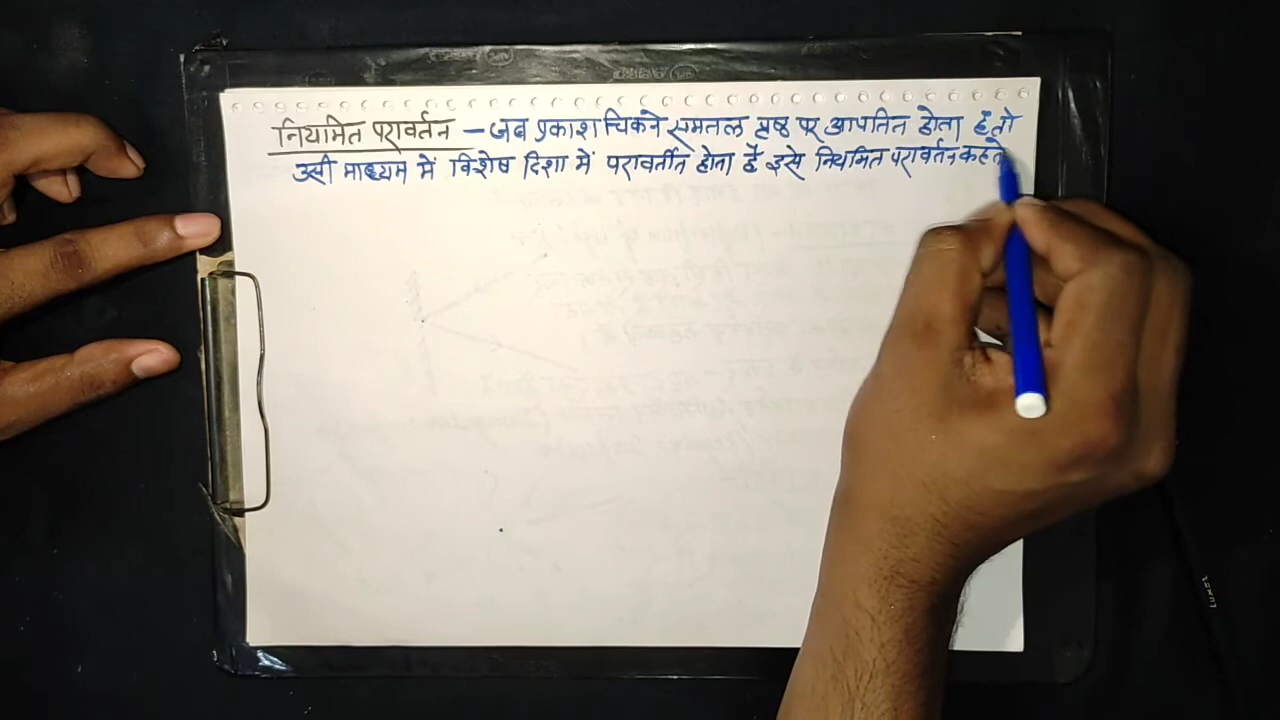 नियामित परावर्तन - जब प्रकाश चिकने समतल पृष्ठ पर आपतित होता है तो
उसी माध्यम में विशेष दिशा में परावर्तीत होता है इसे नियमित परावर्तन कहते